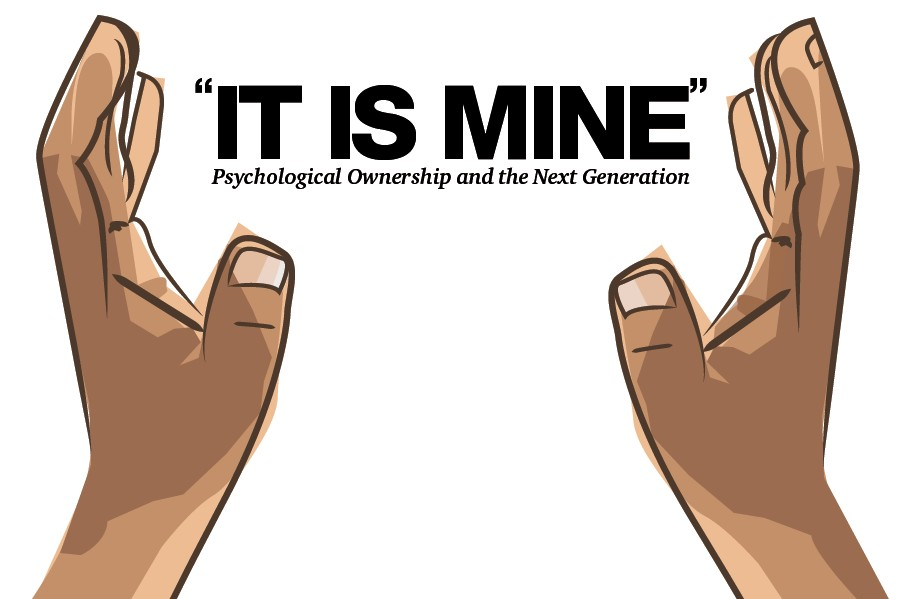 “IT IS MINE”
Psychological Ownership and the Next Generation